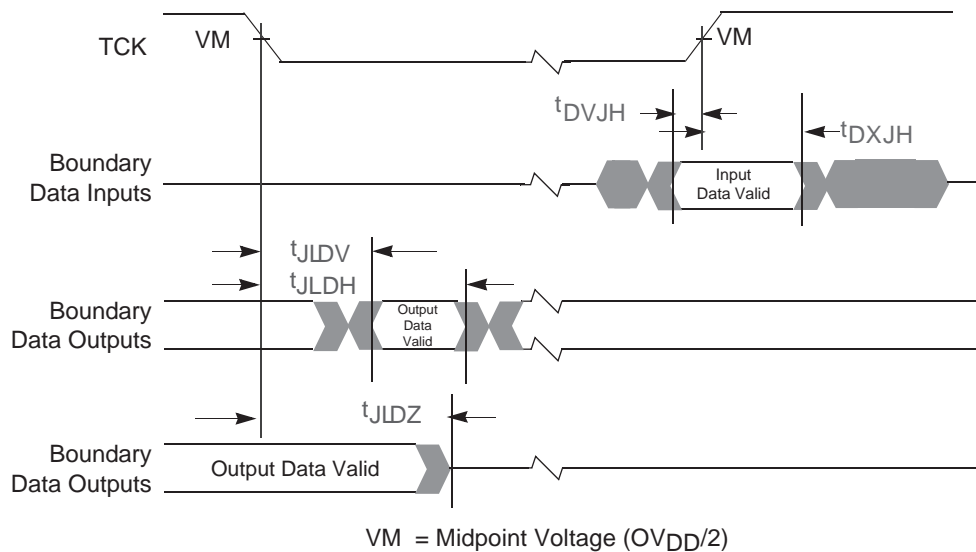 TCK
VM
VM
tDVJH
tDXJH
Boundary
Data Inputs
Input
Data Valid
tJLDV
tJLDH
Boundary
Data Outputs
Output
Data
Valid
tJLDZ
Boundary
Data Outputs
Output Data Valid
VM = Midpoint Voltage (OVDD/2)